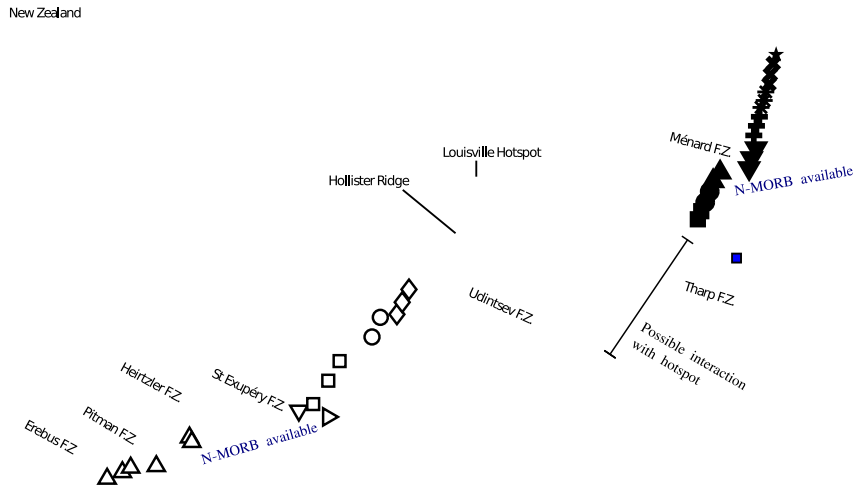 New Zealand
Ménard F.Z.
Louisville Hotspot
Hollister Ridge
N-MORB available
Udintsev F.Z.
Tharp F.Z.
Possible interaction
with hotspot
St Exupéry F.Z.
Heirtzler F.Z.
Pitman F.Z.
Erebus F.Z.
N-MORB available